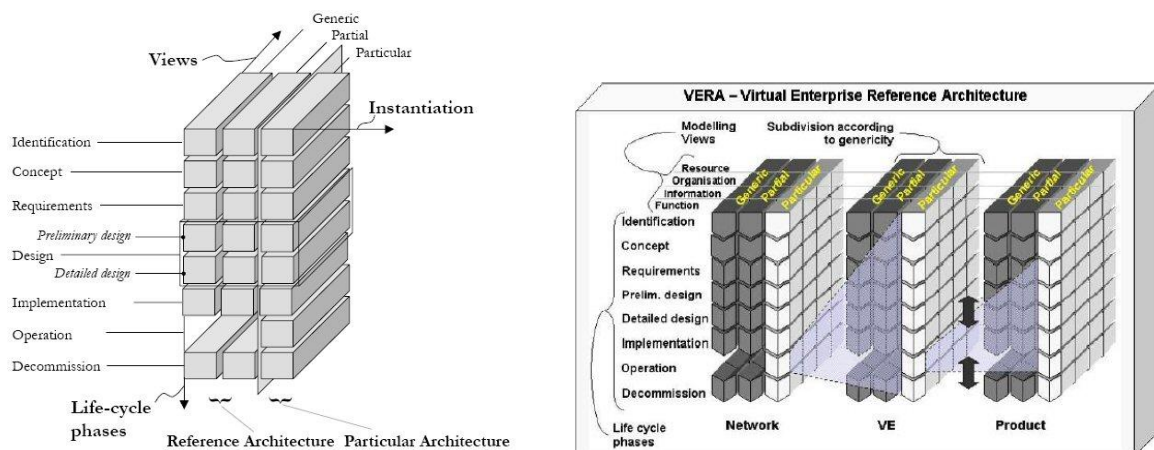 Generic
Partial
Particular
Views
Instantiation
Identification
Concept
Requirements
Preliminary design
Design
Detailed design
Implementation
Operation
Decommission
Life-cycle
phases
Reference Architecture
Particular Architecture
VERA – Virtual Enterprise Reference Architecture
Modelling
Views
Subdivision according
to genericity
Resource
Organisation
Information
Function
Generic
Partial
Particular
Generic
Partial
Particular
Generic
Partial
Particular
Identification
Concept
Requirements
Prelim. design
Detailed design
Implementation
Operation
Decommission
Life cycle
phases
Network
VE
Product